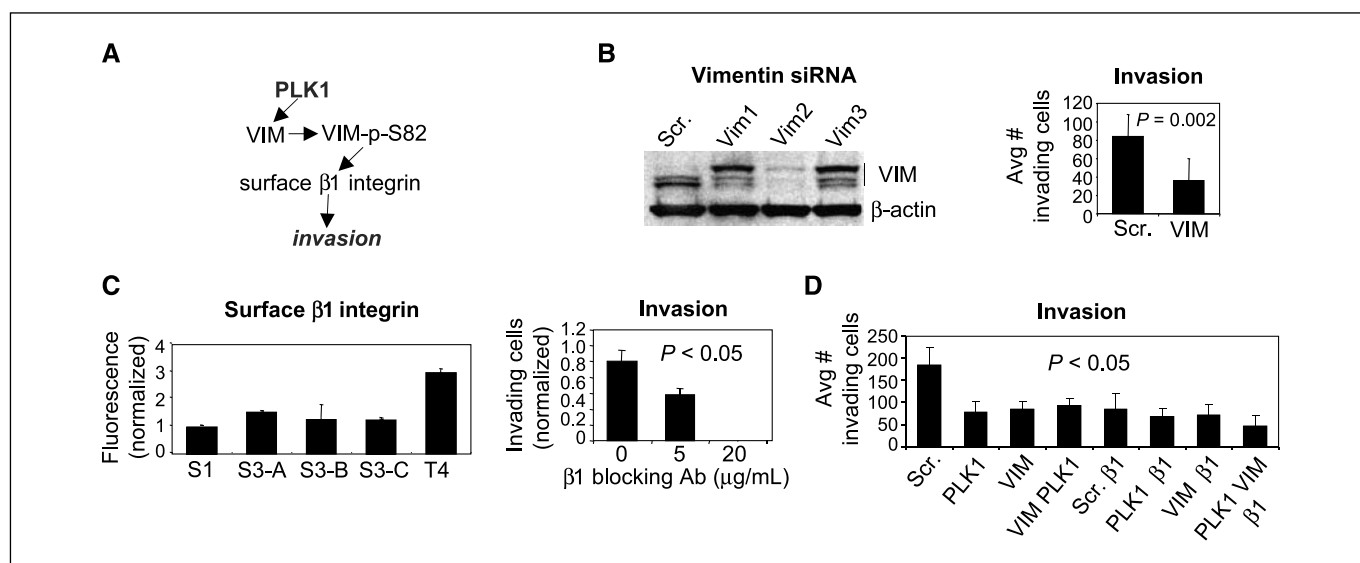 A
PLK1
VIM
VIM-p-S82
surface β1 integrin
invasion
B
Vimentin siRNA
Scr.
Vim1
Vim2
Vim3
VIM
β-actin
Invasion
Avg #
invading cells
120
100
80
60
40
20
0
P = 0.002
Scr.
VIM
C
Surface β1 integrin
Fluorescence
(normalized)
4
3
2
1
0
S1
S3-A
S3-B
S3-C
T4
Invasion
Invading cells
(normalized)
1.2
1.0
0.8
0.6
0.4
0.2
0
P < 0.05
0 5 20
β1 blocking Ab (μg/mL)
D
Invasion
Avg #
invading cells
250
200
150
100
50
0
P < 0.05
Scr.
PLK1
VIM
VIM PLK1
Scr. β1
PLK1 β1
VIM β1
PLK1 VIM
β1